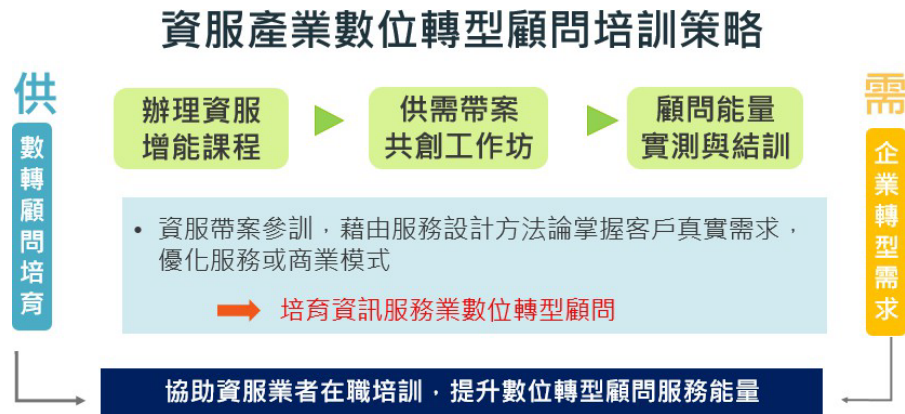 資服產業數位轉型顧問培訓策略
供
數轉顧問培育
辦理資服
增能課程
供需帶案
共創工作坊
顧問能量
實測與結訓
需
企業轉型需求
• 資服帶案參訓，藉由服務設計方法論掌握客戶真實需求，
優化服務或商業模式
培育資訊服務業數位轉型顧問
協助資服業者在職培訓，提升數位轉型顧問服務能量